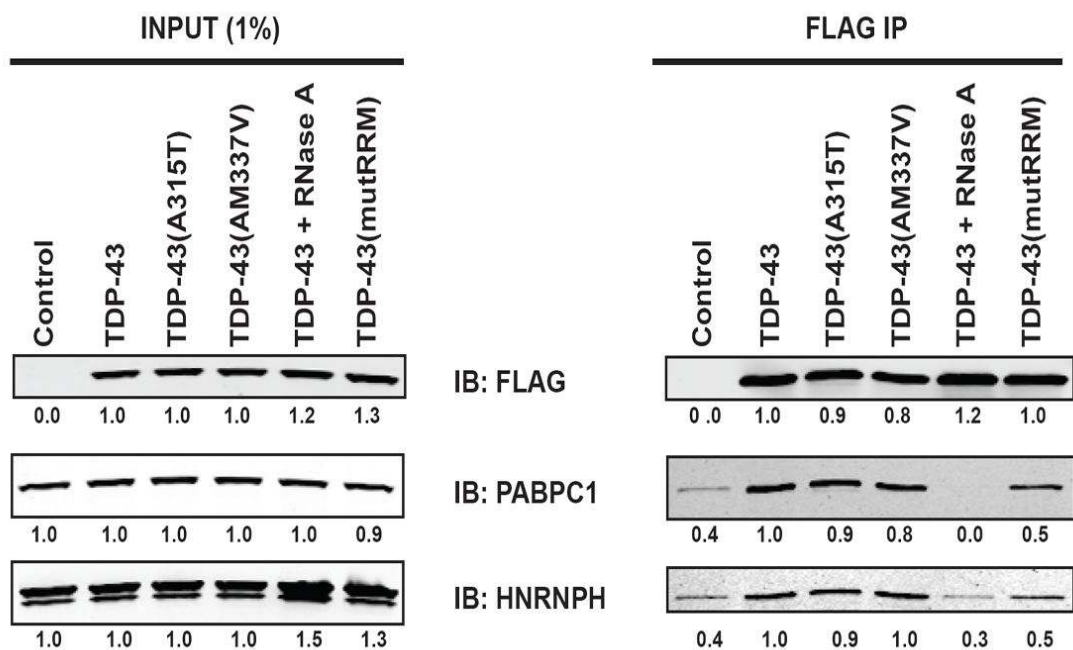 INPUT (1%)
FLAG IP
Control
TDP-43
TDP-43(A315T)
TDP-43(AM337V)
TDP-43 + RNase A
TDP-43(mutRRM)
Control
TDP-43
TDP-43(A315T)
TDP-43(AM337V)
TDP-43 + RNase A
TDP-43(mutRRM)
IB: FLAG
0.0 1.0 1.0 1.0 1.2 1.3
0.0 1.0 0.9 0.8 1.2 1.0
IB: PABPC1
1.0 1.0 1.0 1.0 1.0 0.9
0.4 1.0 0.9 0.8 0.0 0.5
IB: HNRNPH
1.0 1.0 1.0 1.0 1.5 1.3
0.4 1.0 0.9 1.0 0.3 0.5